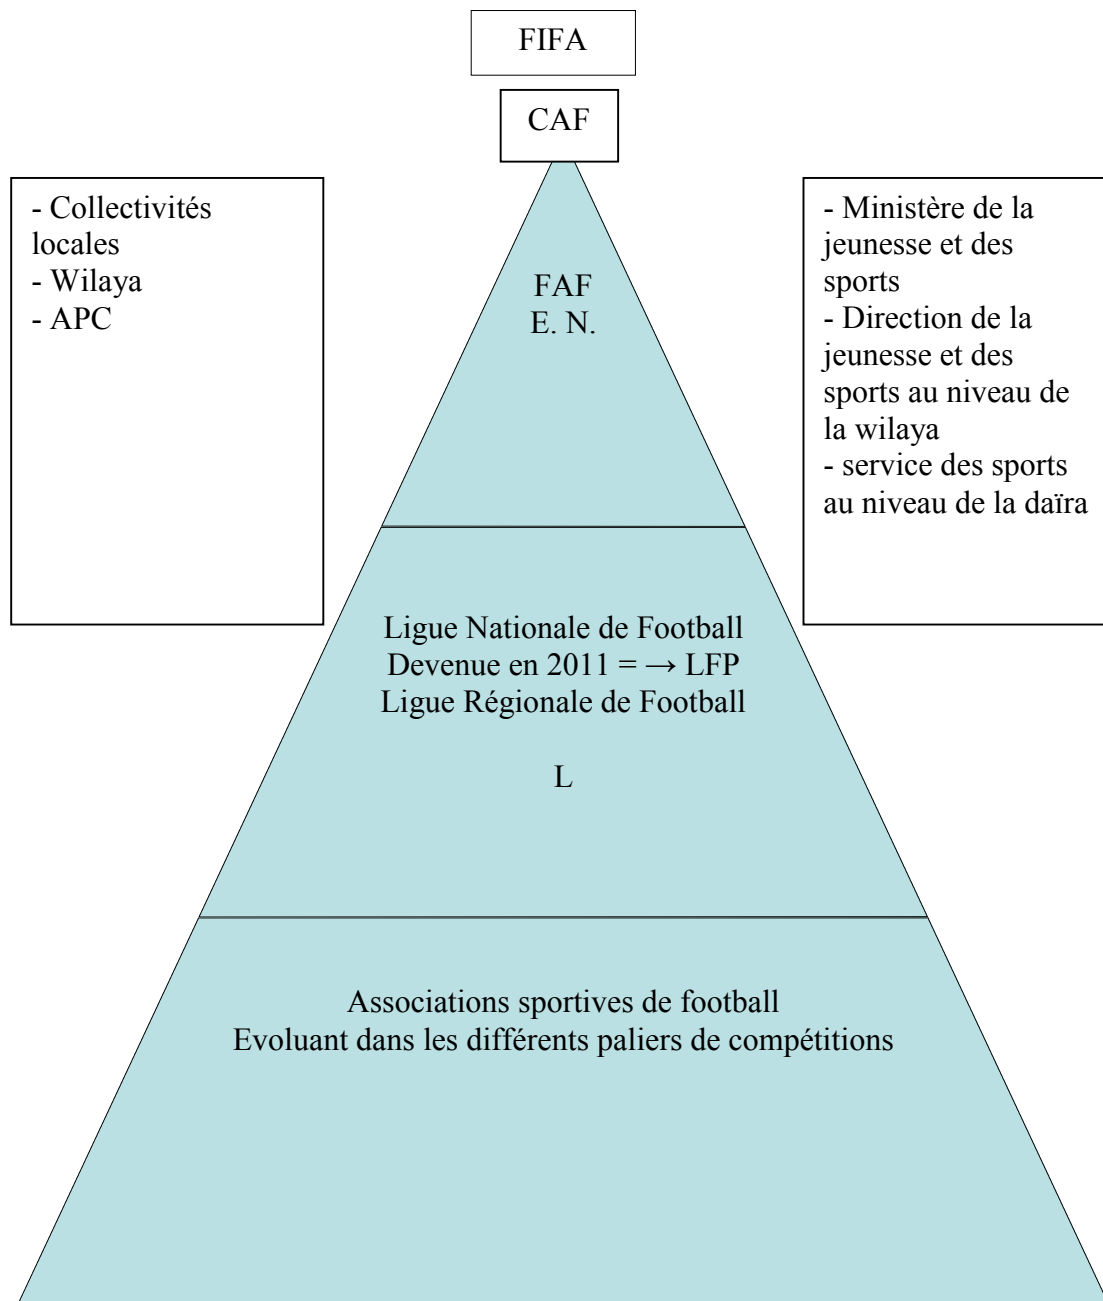 FIFA
CAF
- Collectivités
locales
- Wilaya
- APC
- Ministère de la
jeunesse et des
sports
- Direction de la
jeunesse et des
sports au niveau de
la wilaya
- service des sports
au niveau de la daïra
FAF
E. N.
Ligue Nationale de Football
Devenue en 2011 = → LFP
Ligue Régionale de Football
L
Associations sportives de football
Evoluant dans les différents paliers de compétitions